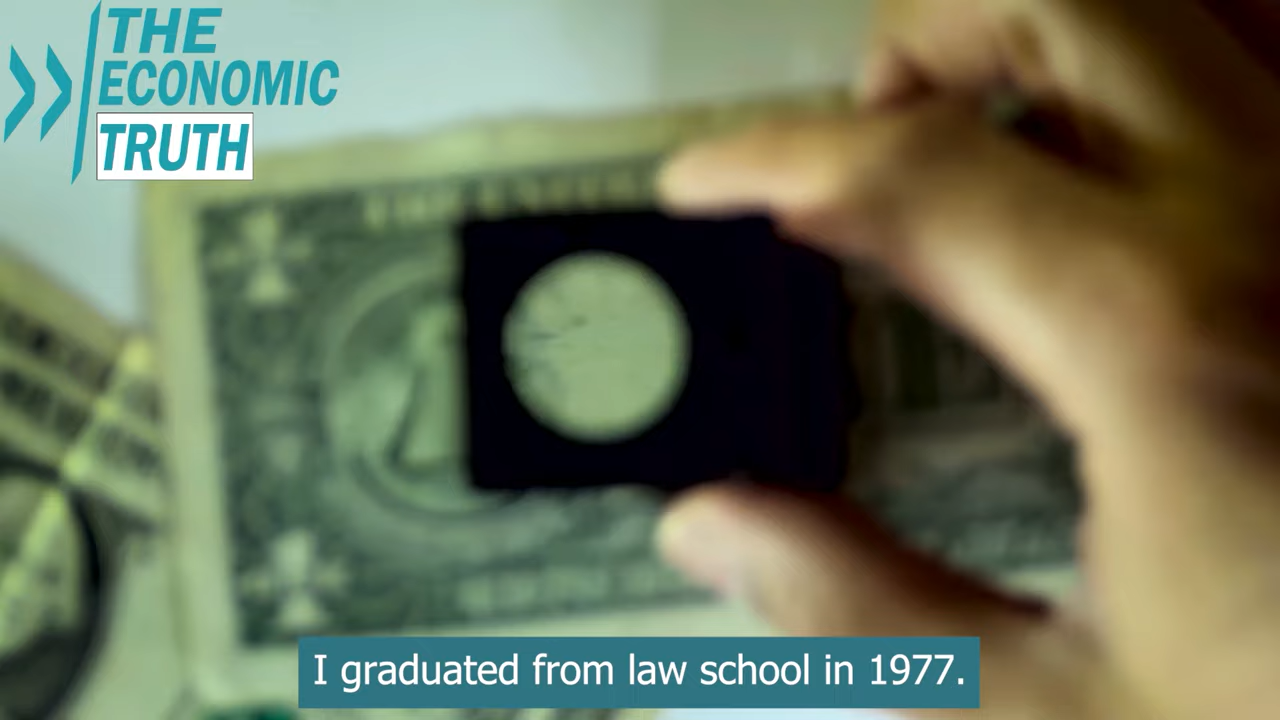 THE
ECONOMIC
TRUTH
I graduated from law school in 1977.